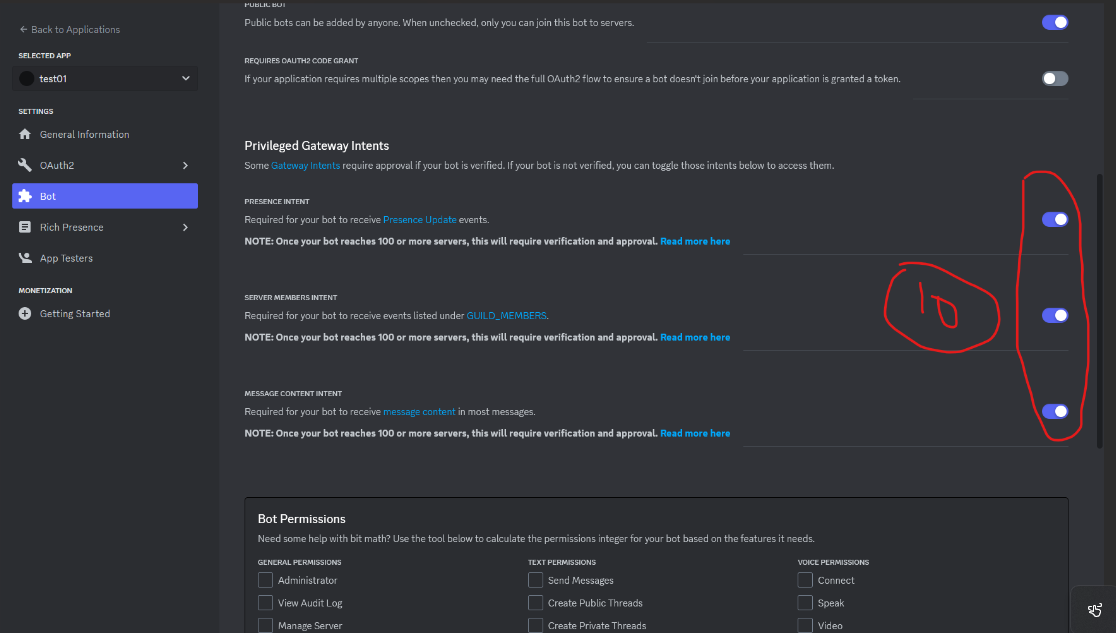 Back to Applications
SELECTED APP
test01
SETTINGS
General Information
OAuth2
Bot
Rich Presence
App Testers
MONETIZATION
Getting Started
PUBLIC BOT
Public bots can be added by anyone. When unchecked, only you can join this bot to servers.
REQUIRES OAUTH2 CODE GRANT
If your application requires multiple scopes then you may need the full OAuth2 flow to ensure a bot doesn't join before your application is granted a token.
Privileged Gateway Intents
Some Gateway Intents require approval if your bot is verified. If your bot is not verified, you can toggle those intents below to access them.
PRESENCE INTENT
Required for your bot to receive Presence Update events.
NOTE: Once your bot reaches 100 or more servers, this will require verification and approval. Read more here
SERVER MEMBERS INTENT
Required for your bot to receive events listed under GUILD_MEMBERS.
NOTE: Once your bot reaches 100 or more servers, this will require verification and approval. Read more here
10
MESSAGE CONTENT INTENT
Required for your bot to receive message content in most messages.
NOTE: Once your bot reaches 100 or more servers, this will require verification and approval. Read more here
Bot Permissions
Need some help with bit math? Use the tool below to calculate the permissions integer for your bot based on the features it needs.
GENERAL PERMISSIONS
Administrator
View Audit Log
Manage Server
TEXT PERMISSIONS
Send Messages
Create Public Threads
Create Private Threads
VOICE PERMISSIONS
Connect
Speak
Video